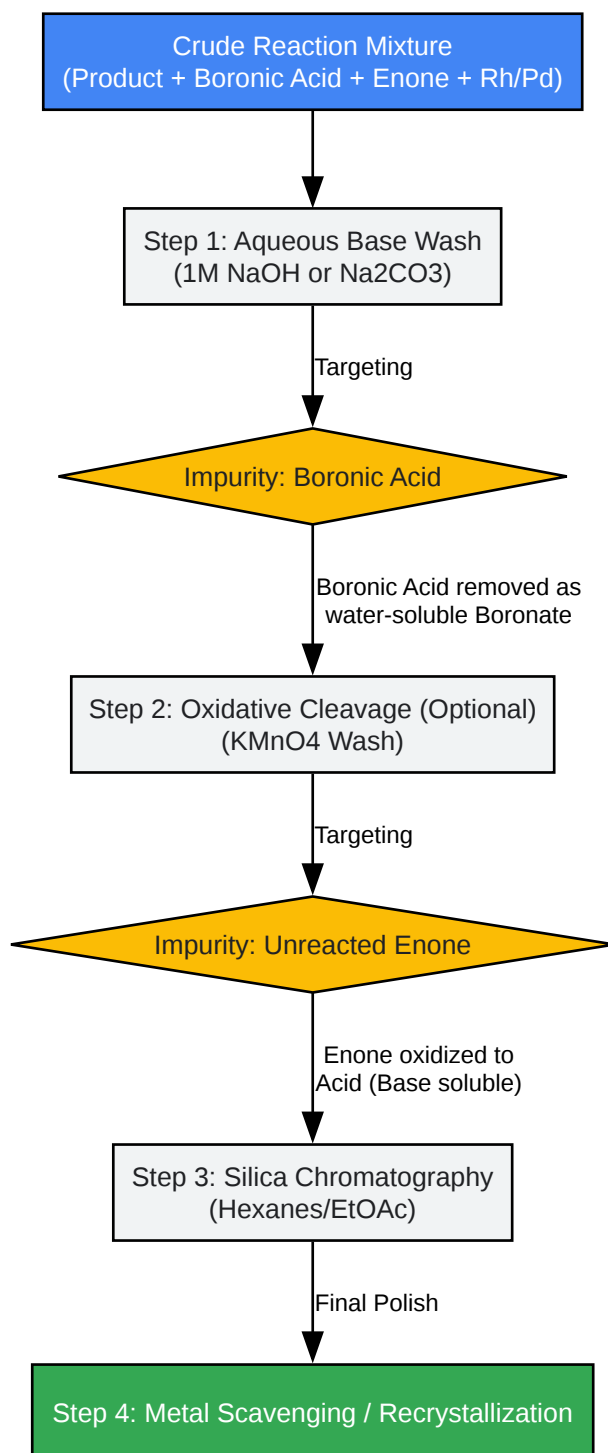 Crude Reaction Mixture
(Product + Boronic Acid + Enone + Rh/Pd)
Step 1: Aqueous Base Wash
(1M NaOH or Na2CO3)
Targeting
Impurity: Boronic Acid
Boronic Acid removed as
water-soluble Boronate
Step 2: Oxidative Cleavage (Optional)
(KMnO4 Wash)
Targeting
Impurity: Unreacted Enone
Enone oxidized to
Acid (Base soluble)
Step 3: Silica Chromatography
(Hexanes/EtOAc)
Final Polish
Step 4: Metal Scavenging / Recrystallization